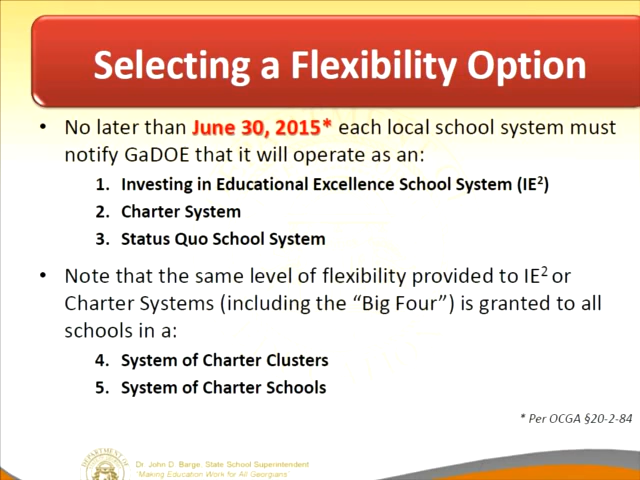 Selecting a Flexibility Option
• No later than June 30, 2015* each local school system must
notify GaDOE that it will operate as an:
1. Investing in Educational Excellence School System (IE²)
2. Charter System
3. Status Quo School System
• Note that the same level of flexibility provided to IE² or
Charter Systems (including the “Big Four”) is granted to all
schools in a:
4. System of Charter Clusters
5. System of Charter Schools
* Per OCGA §20-2-84
Dr. John D. Barge, State School Superintendent
“Making Education Work for All Georgians